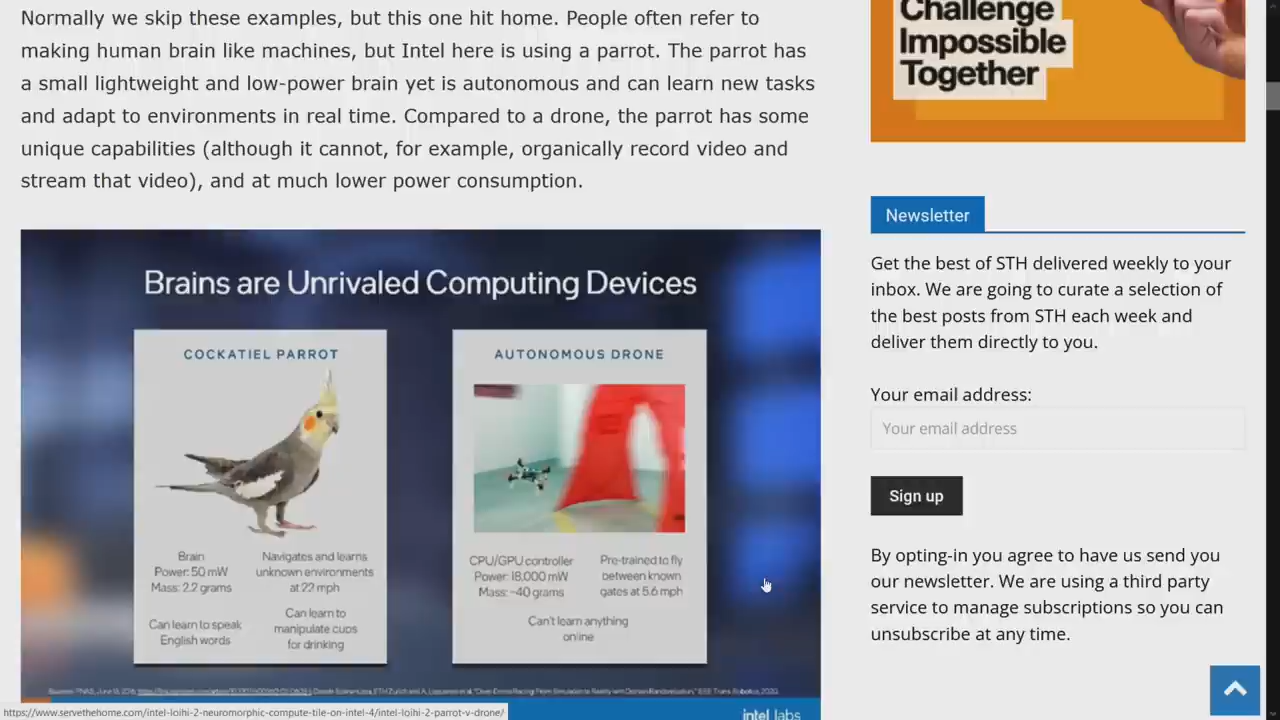 Normally we skip these examples, but this one hit home. People often refer to
making human brain like machines, but Intel here is using a parrot. The parrot has
a small lightweight and low-power brain yet is autonomous and can learn new tasks
and adapt to environments in real time. Compared to a drone, the parrot has some
unique capabilities (although it cannot, for example, organically record video and
stream that video), and at much lower power consumption.
Brains are Unrivaled Computing Devices
COCKATIEL PARROT
Brain
Power: 50 mW
Mass: 2.2 grams
Navigates and learns
unknown environments
at 22 mph
Can learn to speak
English words
Can learn to
manipulate cups
for drinking
AUTONOMOUS DRONE
CPU/GPU controller
Power: 18,000 mW
Mass: ~40 grams
Pre-trained to fly
between known
gates at 5.6 mph
Can't learn anything
online
intel labs
https://www.servethehome.com/intel-loihi-2-neuromorphic-compute-tile-on-intel-4/intel-loihi-2-parrot-v-drone/
Challenge
Impossible
Together
Newsletter
Get the best of STH delivered weekly to your
inbox. We are going to curate a selection of
the best posts from STH each week and
deliver them directly to you.
Your email address:
Your email address
Sign up
By opting-in you agree to have us send you
our newsletter. We are using a third party
service to manage subscriptions so you can
unsubscribe at any time.